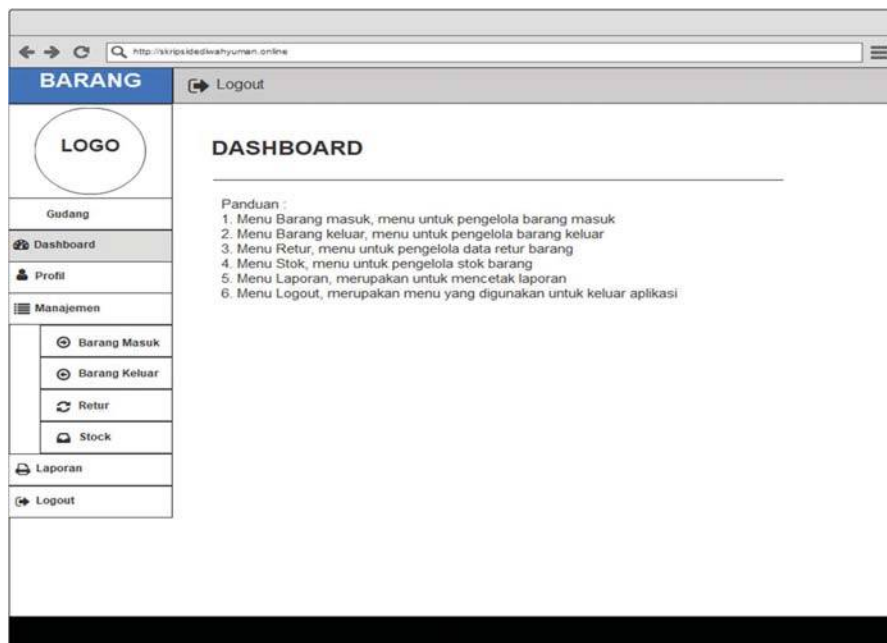 http://skripsidediwahyuman.online
BARANG
Logout
LOGO
Gudang
Dashboard
Profil
Manajemen
Barang Masuk
Barang Keluar
Retur
Stock
Laporan
Logout
DASHBOARD
Panduan :
1. Menu Barang masuk, menu untuk pengelola barang masuk
2. Menu Barang keluar, menu untuk pengelola barang keluar
3. Menu Retur, menu untuk pengelola data retur barang
4. Menu Stok, menu untuk pengelola stok barang
5. Menu Laporan, merupakan untuk mencetak laporan
6. Menu Logout, merupakan menu yang digunakan untuk keluar aplikasi